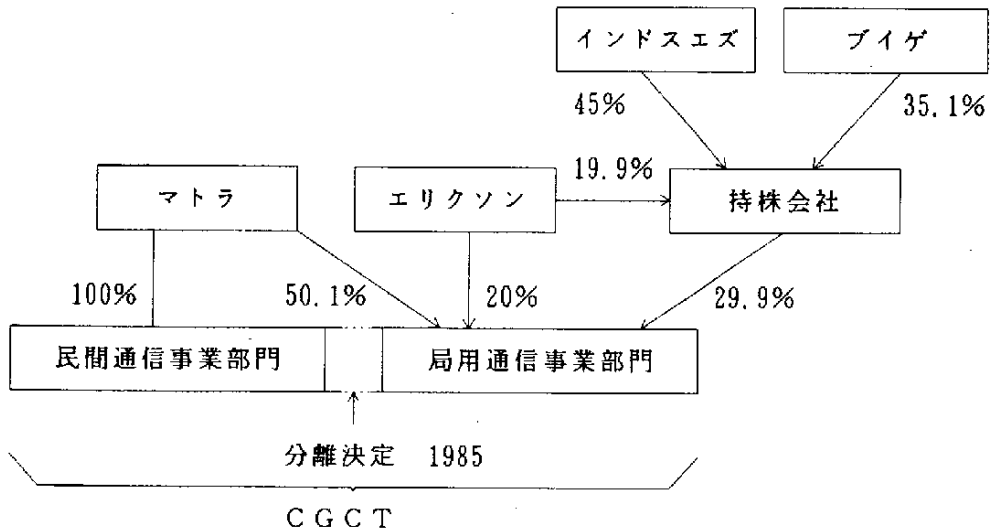 インドスエズ
ブイゲ
45%
35.1%
マトラ
エリクソン
19.9%
持株会社
100%
50.1%
20%
29.9%
民間通信事業部門
局用通信事業部門
分離決定 1985
CGCT